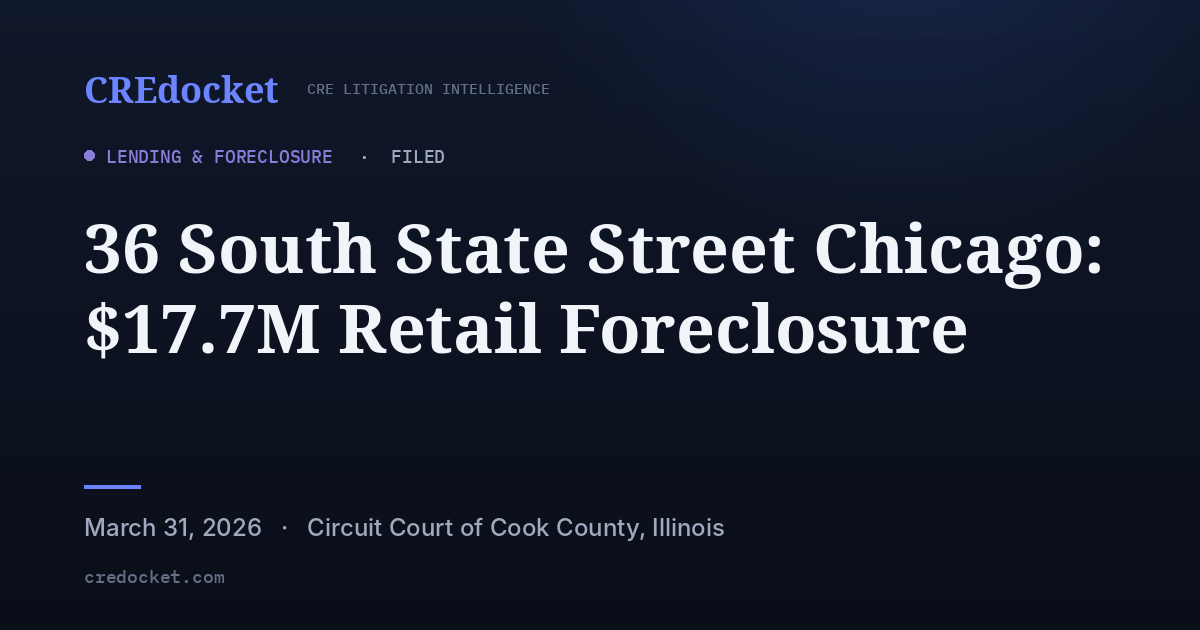 CREdocket CRE LITIGATION INTELLIGENCE
LENDING & FORECLOSURE · FILED
36 South State Street Chicago:
$17.7M Retail Foreclosure
March 31, 2026 · Circuit Court of Cook County, Illinois
credocket.com